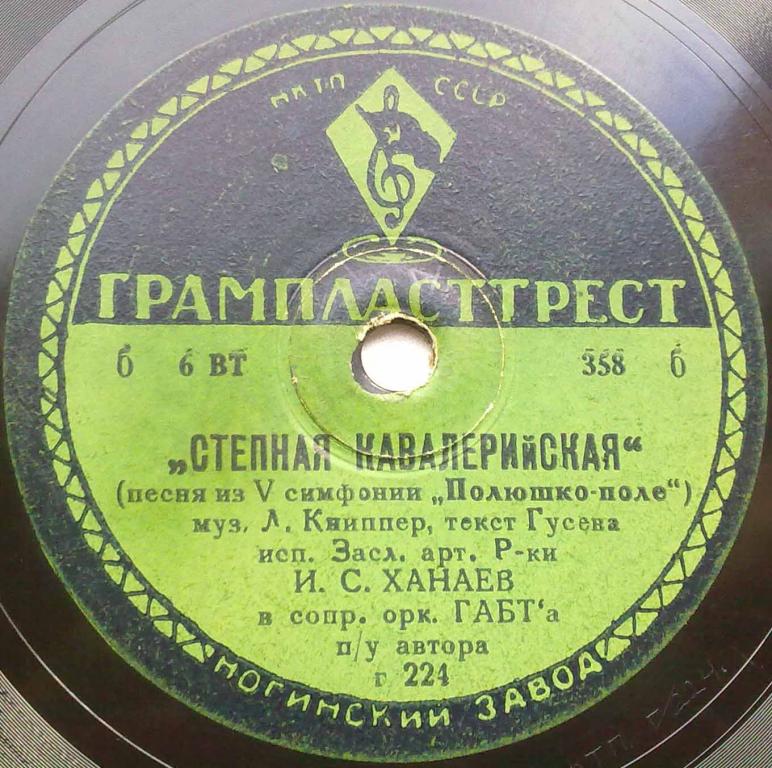 НКТП СССР
ГРАМПЛАСТТРЕСТ
б 6 ВТ 358 б
„СТЕПНАЯ КАВАЛЕРИйСКАЯ“
(песня из V симфонии „Полюшко-поле“)
муз. Л. Книппер, текст Гусева
исп. Засл. арт. Р-ки
И. С. ХАНАЕВ
в сопр. орк. ГАБТ‘а
п/у автора
г 224
НОГИНСКИЙ ЗАВОД